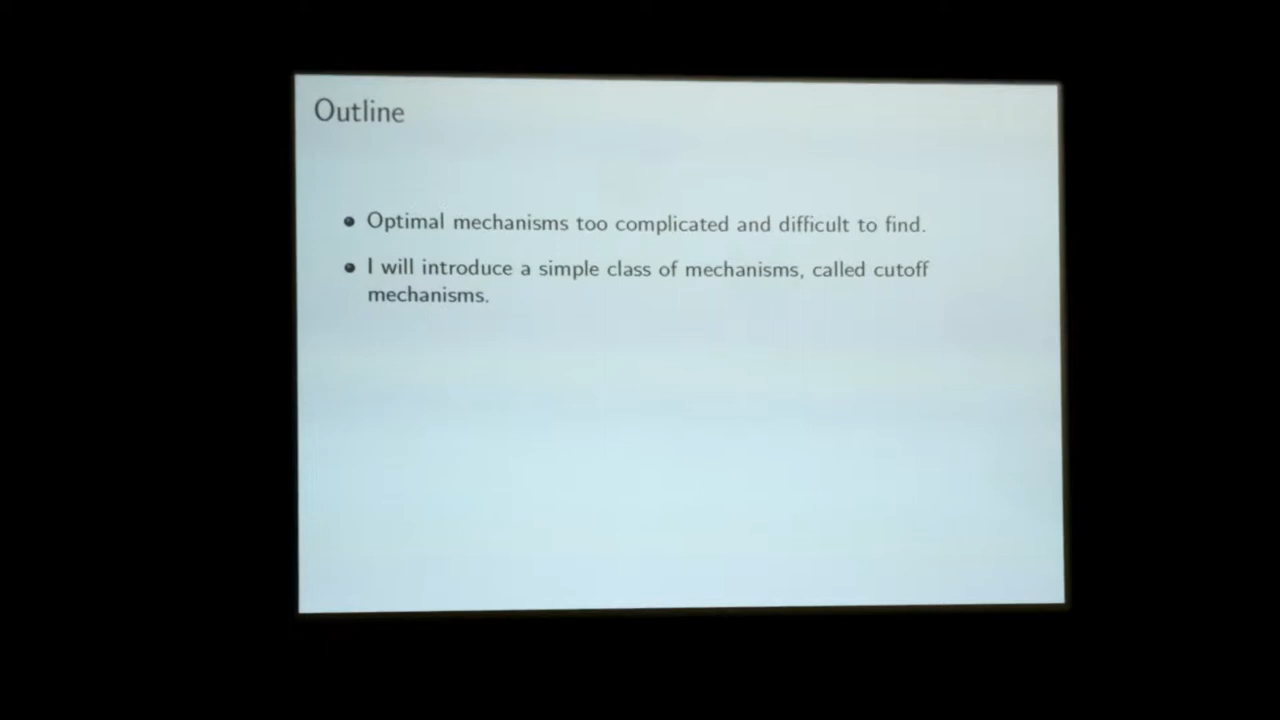 Outline
• Optimal mechanisms too complicated and difficult to find.
• I will introduce a simple class of mechanisms, called cutoff
mechanisms.